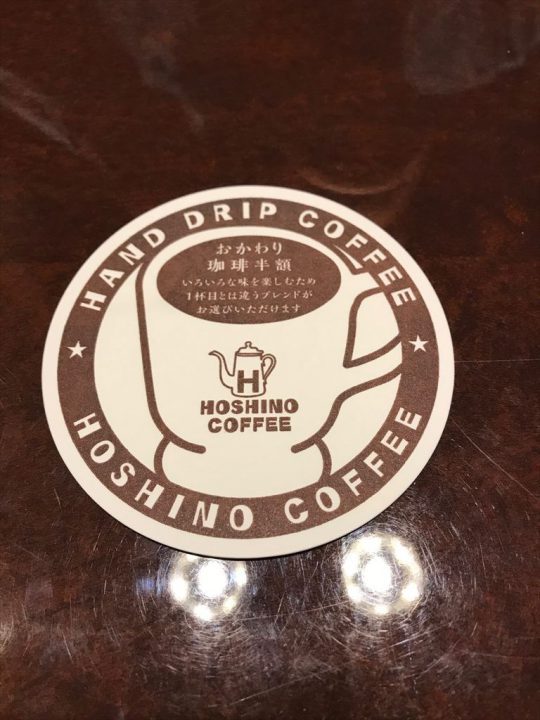 HAND DRIP COFFEE
おかわり
珈琲半額
いろいろな味を楽しむため
1杯目とは違うブレンドが
お選びいただけます
H
HOSHINO
COFFEE
HOSHINO COFFEE